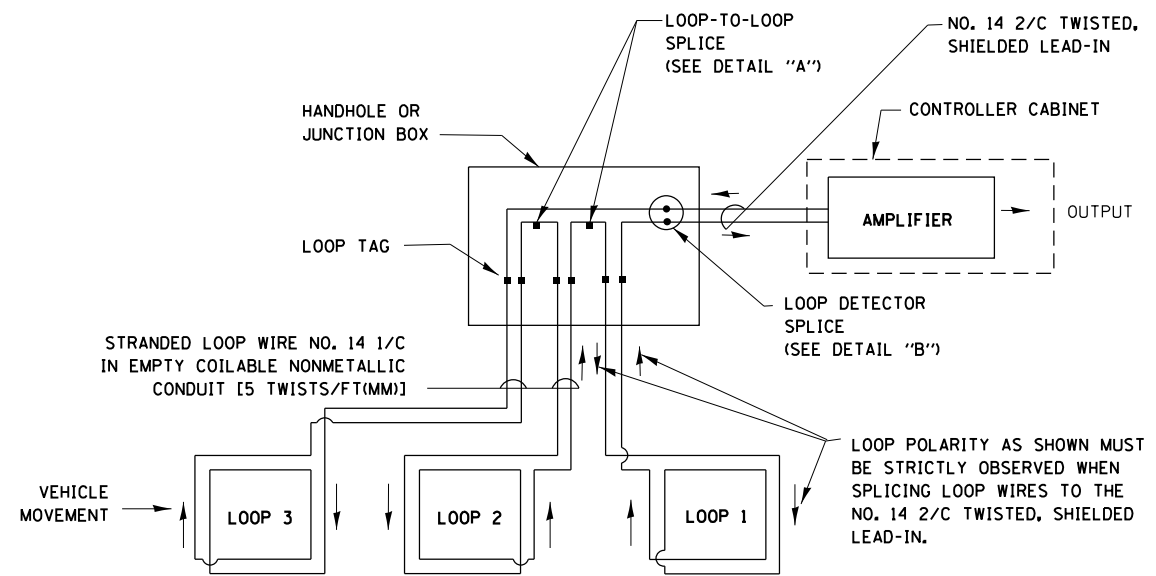 LOOP-TO-LOOP
SPLICE
(SEE DETAIL "A")
NO. 14 2/C TWISTED,
SHIELDED LEAD-IN
HANDHOLE OR
JUNCTION BOX
CONTROLLER CABINET
AMPLIFIER
OUTPUT
LOOP TAG
LOOP DETECTOR
SPLICE
(SEE DETAIL "B")
STRANDED LOOP WIRE NO. 14 1/C
IN EMPTY COILABLE NONMETALLIC
CONDUIT [5 TWISTS/FT(MM)]
LOOP POLARITY AS SHOWN MUST
BE STRICTLY OBSERVED WHEN
SPLICING LOOP WIRES TO THE
NO. 14 2/C TWISTED, SHIELDED
LEAD-IN.
VEHICLE
MOVEMENT
LOOP 3
LOOP 2
LOOP 1